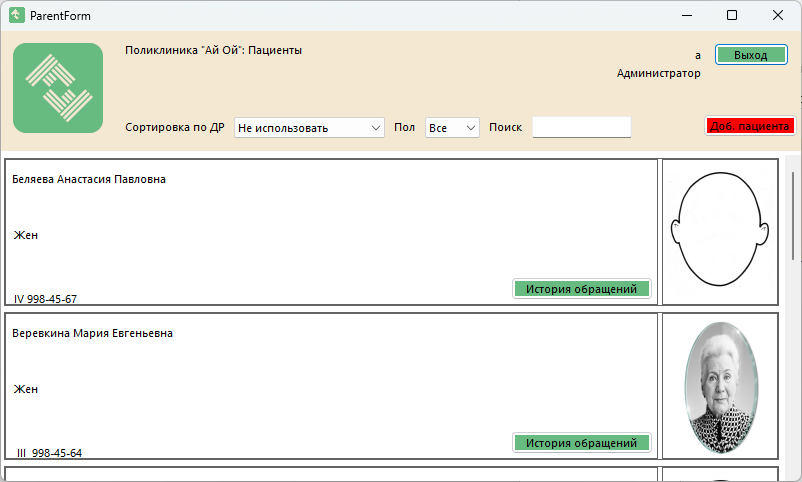 ParentForm
Поликлиника "Ай Ой": Пациенты
а
Выход
Администратор
Сортировка по ДР
Не использовать
Пол
Все
Поиск
Доб. пациента
Беляева Анастасия Павловна
Жен
IV 998-45-67
История обращений
Веревкина Мария Евгеньевна
Жен
III 998-45-64
История обращений